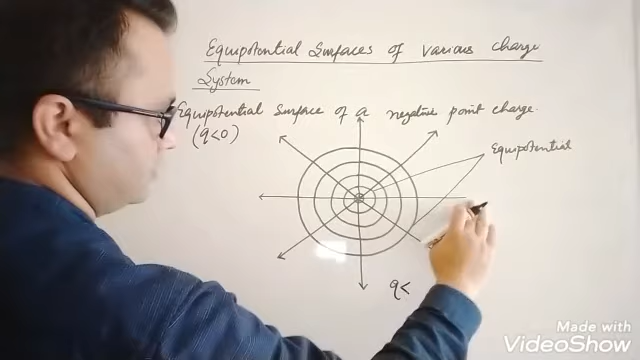 Equipotential Surfaces of various charge
System
Equipotential Surface of a negative point charge.
(q<0)
Equipotential
q<
Made with
VideoShow